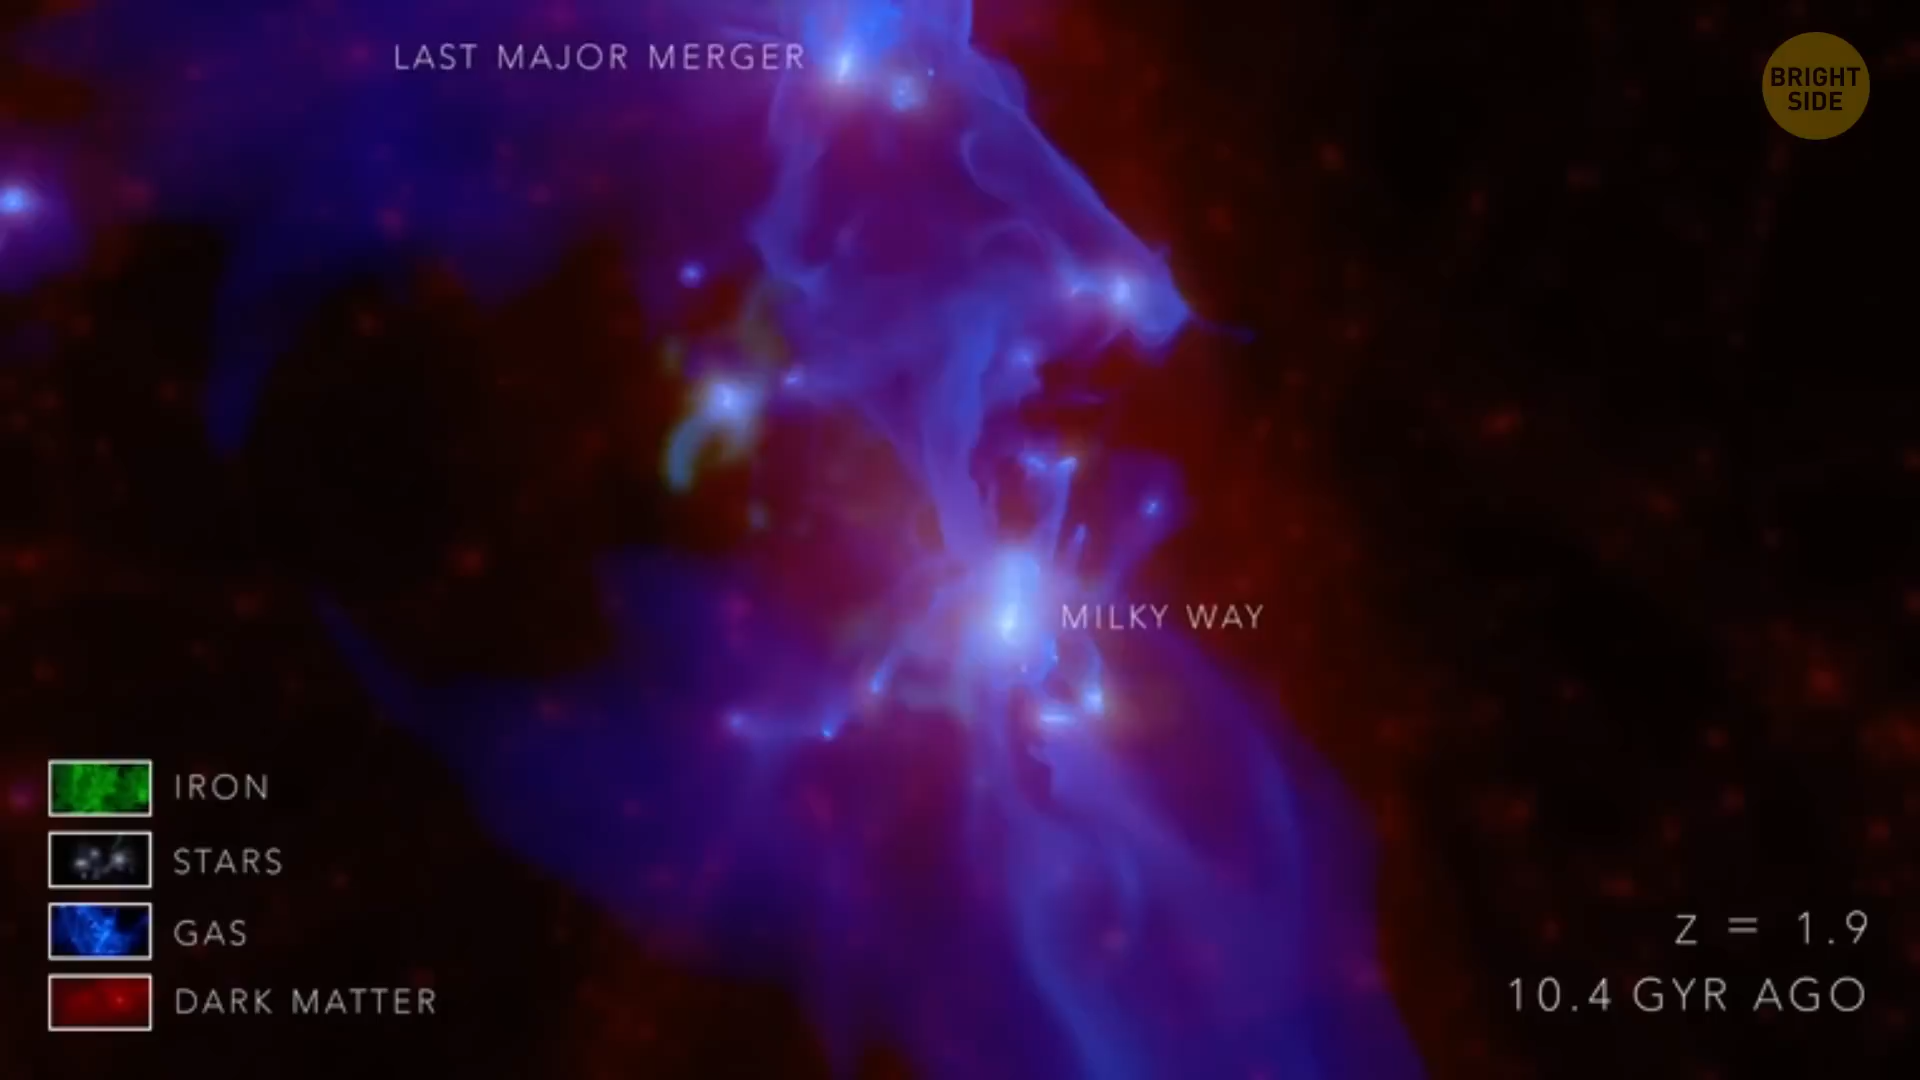 LAST MAJOR MERGER
BRIGHT
SIDE
MILKY WAY
IRON
STARS
GAS
DARK MATTER
Z = 1.9
10.4 GYR AGO